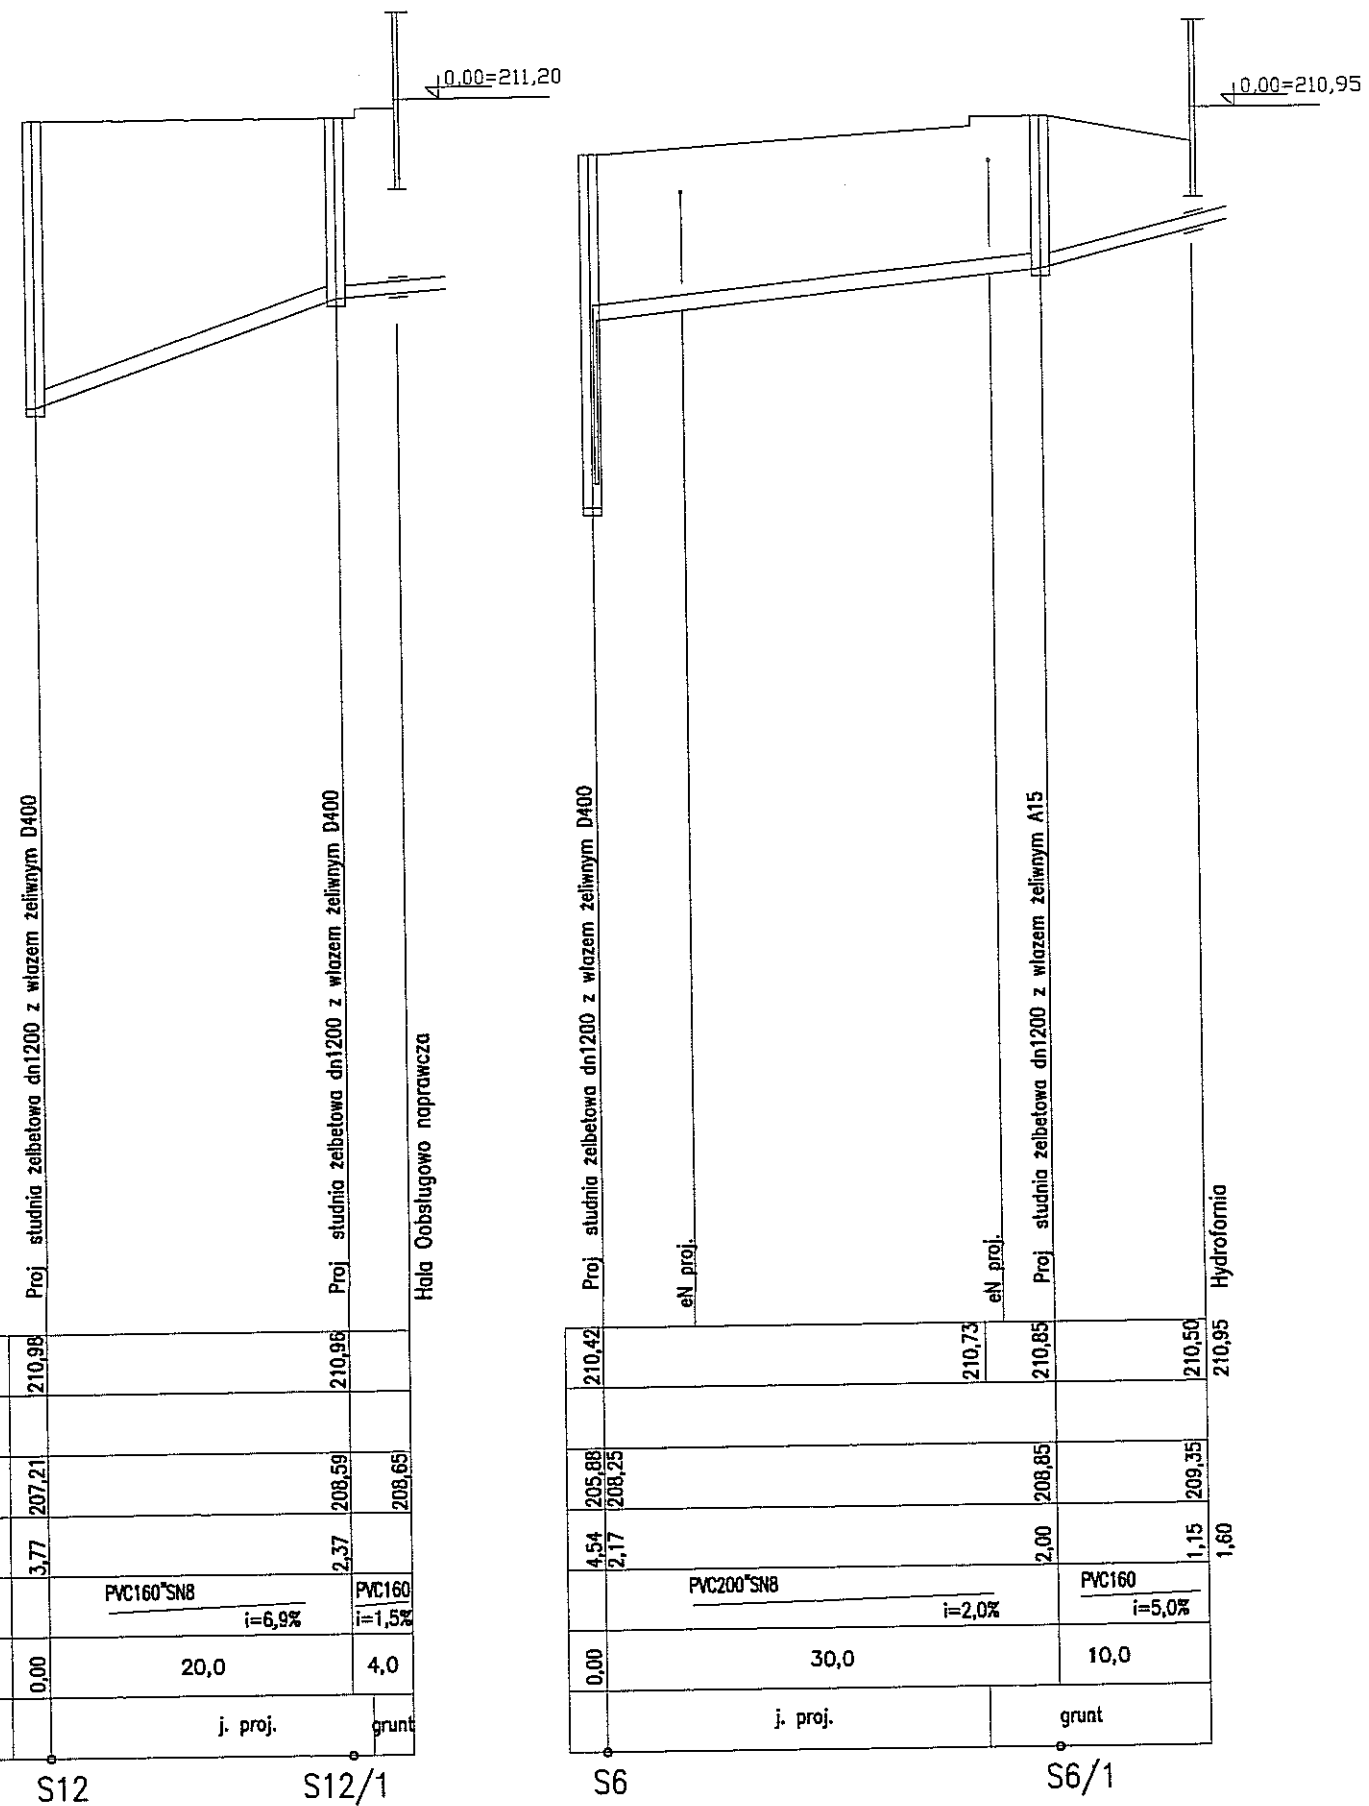 0,00=211,20
0,00=210,95
Proj studnia żelbetowa dn1200 z włazem żeliwnym D400
Proj studnia żelbetowa dn1200 z włazem żeliwnym D400
Hala Oobsługowo naprawcza
Proj studnia żelbetowa dn1200 z włazem żeliwnym D400
eN proj.
eN proj.
Proj studnia żelbetowa dn1200 z włazem żeliwnym A15
Hydrofornia
210,98
210,96
210,42
210,73
210,85
210,50
210,95
207,21
208,59
208,65
205,88
208,25
208,85
209,35
3,77
2,37
4,54
2,17
2,00
1,15
1,60
PVC160"SN8
i=6,9%
PVC160
i=1,5%
PVC200"SN8
i=2,0%
PVC160
i=5,0%
0,00
20,0
4,0
0,00
30,0
10,0
j. proj.
grunt
j. proj.
grunt
S12
S12/1
S6
S6/1